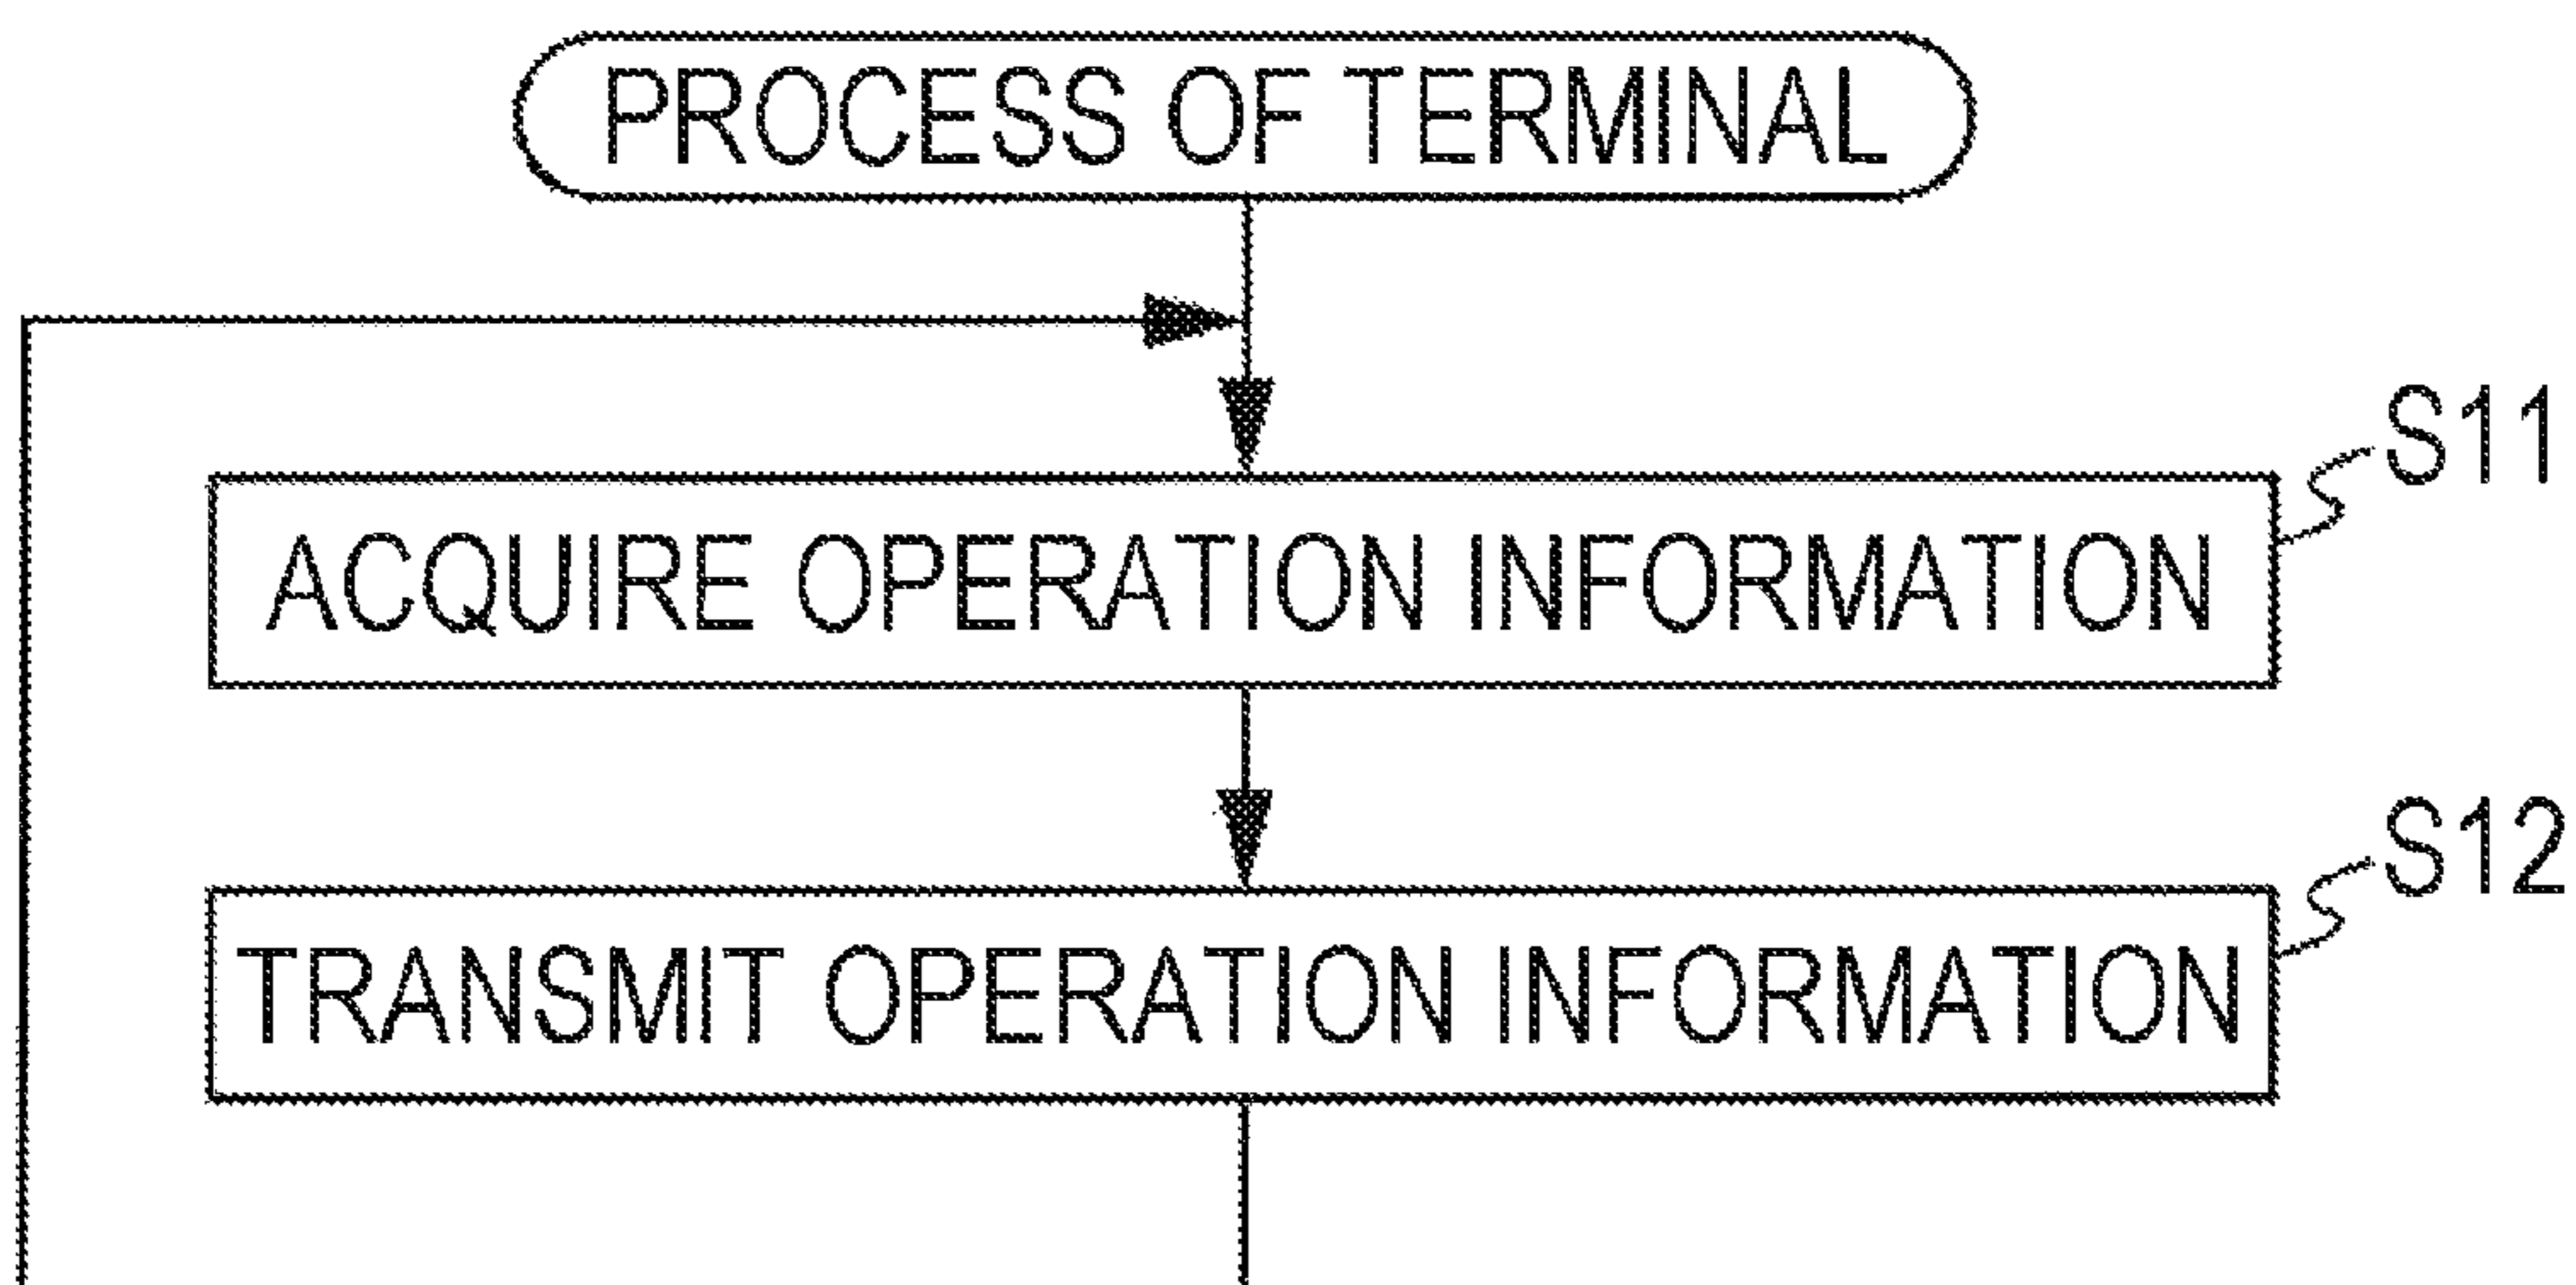 PROCESS OF TERMINAL
S11
ACQUIRE OPERATION INFORMATION
S12
TRANSMIT OPERATION INFORMATION